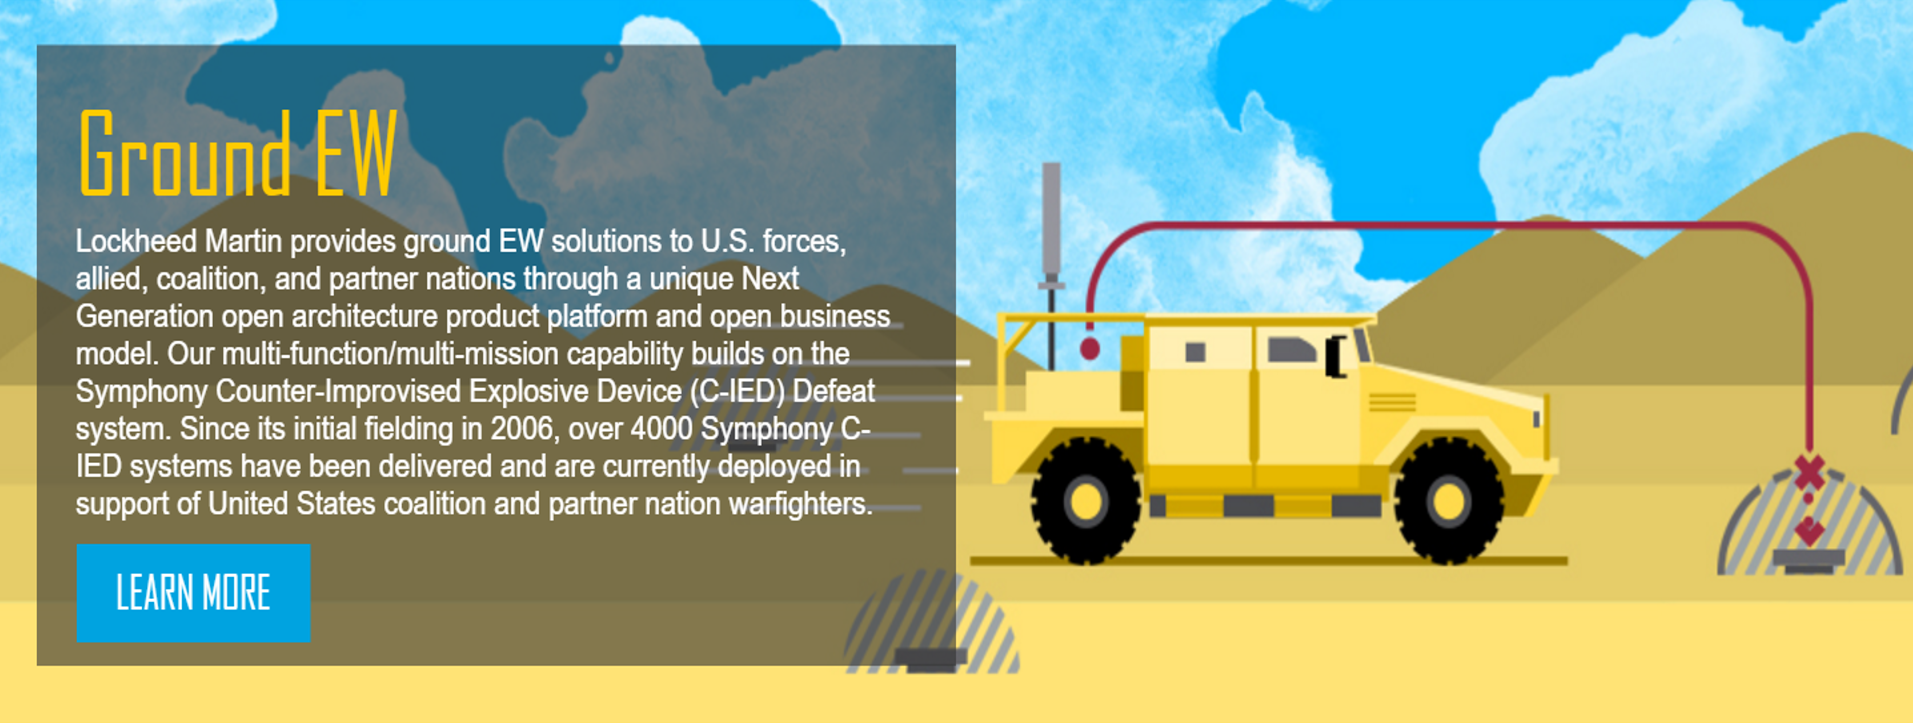 Ground EW
Lockheed Martin provides ground EW solutions to U.S. forces,
allied, coalition, and partner nations through a unique Next
Generation open architecture product platform and open business
model. Our multi-function/multi-mission capability builds on the
Symphony Counter-Improvised Explosive Device (C-IED) Defeat
system. Since its initial fielding in 2006, over 4000 Symphony C-
IED systems have been delivered and are currently deployed in
support of United States coalition and partner nation warfighters.
LEARN MORE